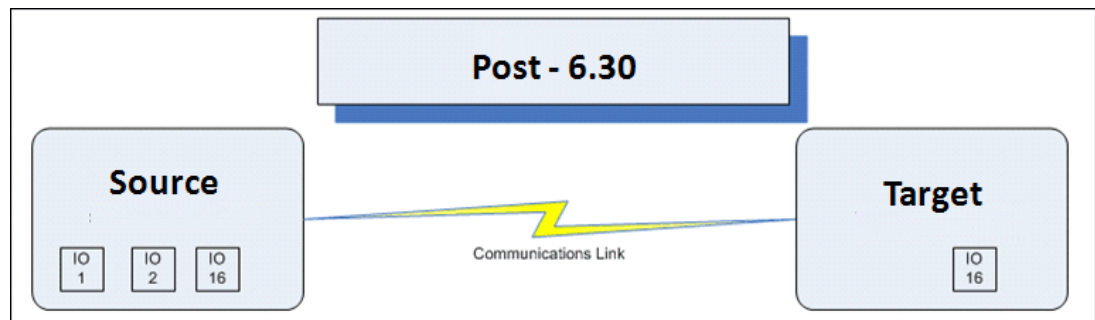 Post - 6.30
Source
Target
Communications Link
IO
1
IO
2
IO
16
IO
16